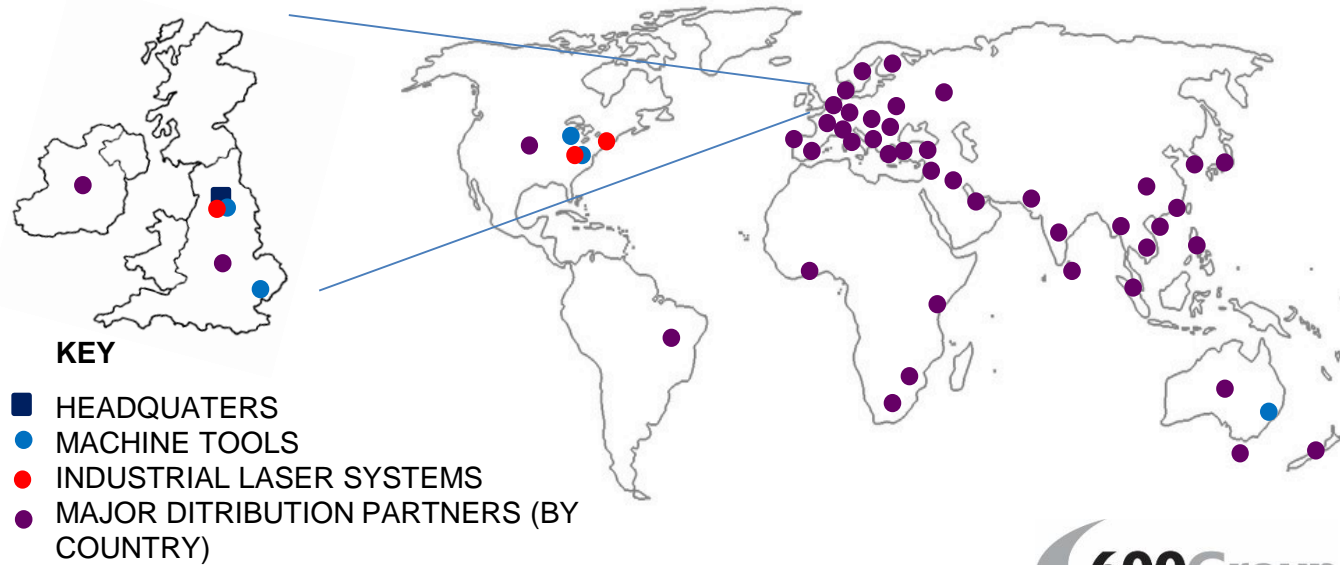 KEY
HEADQUATERS
MACHINE TOOLS
INDUSTRIAL LASER SYSTEMS
MAJOR DITRIBUTION PARTNERS (BY
COUNTRY)